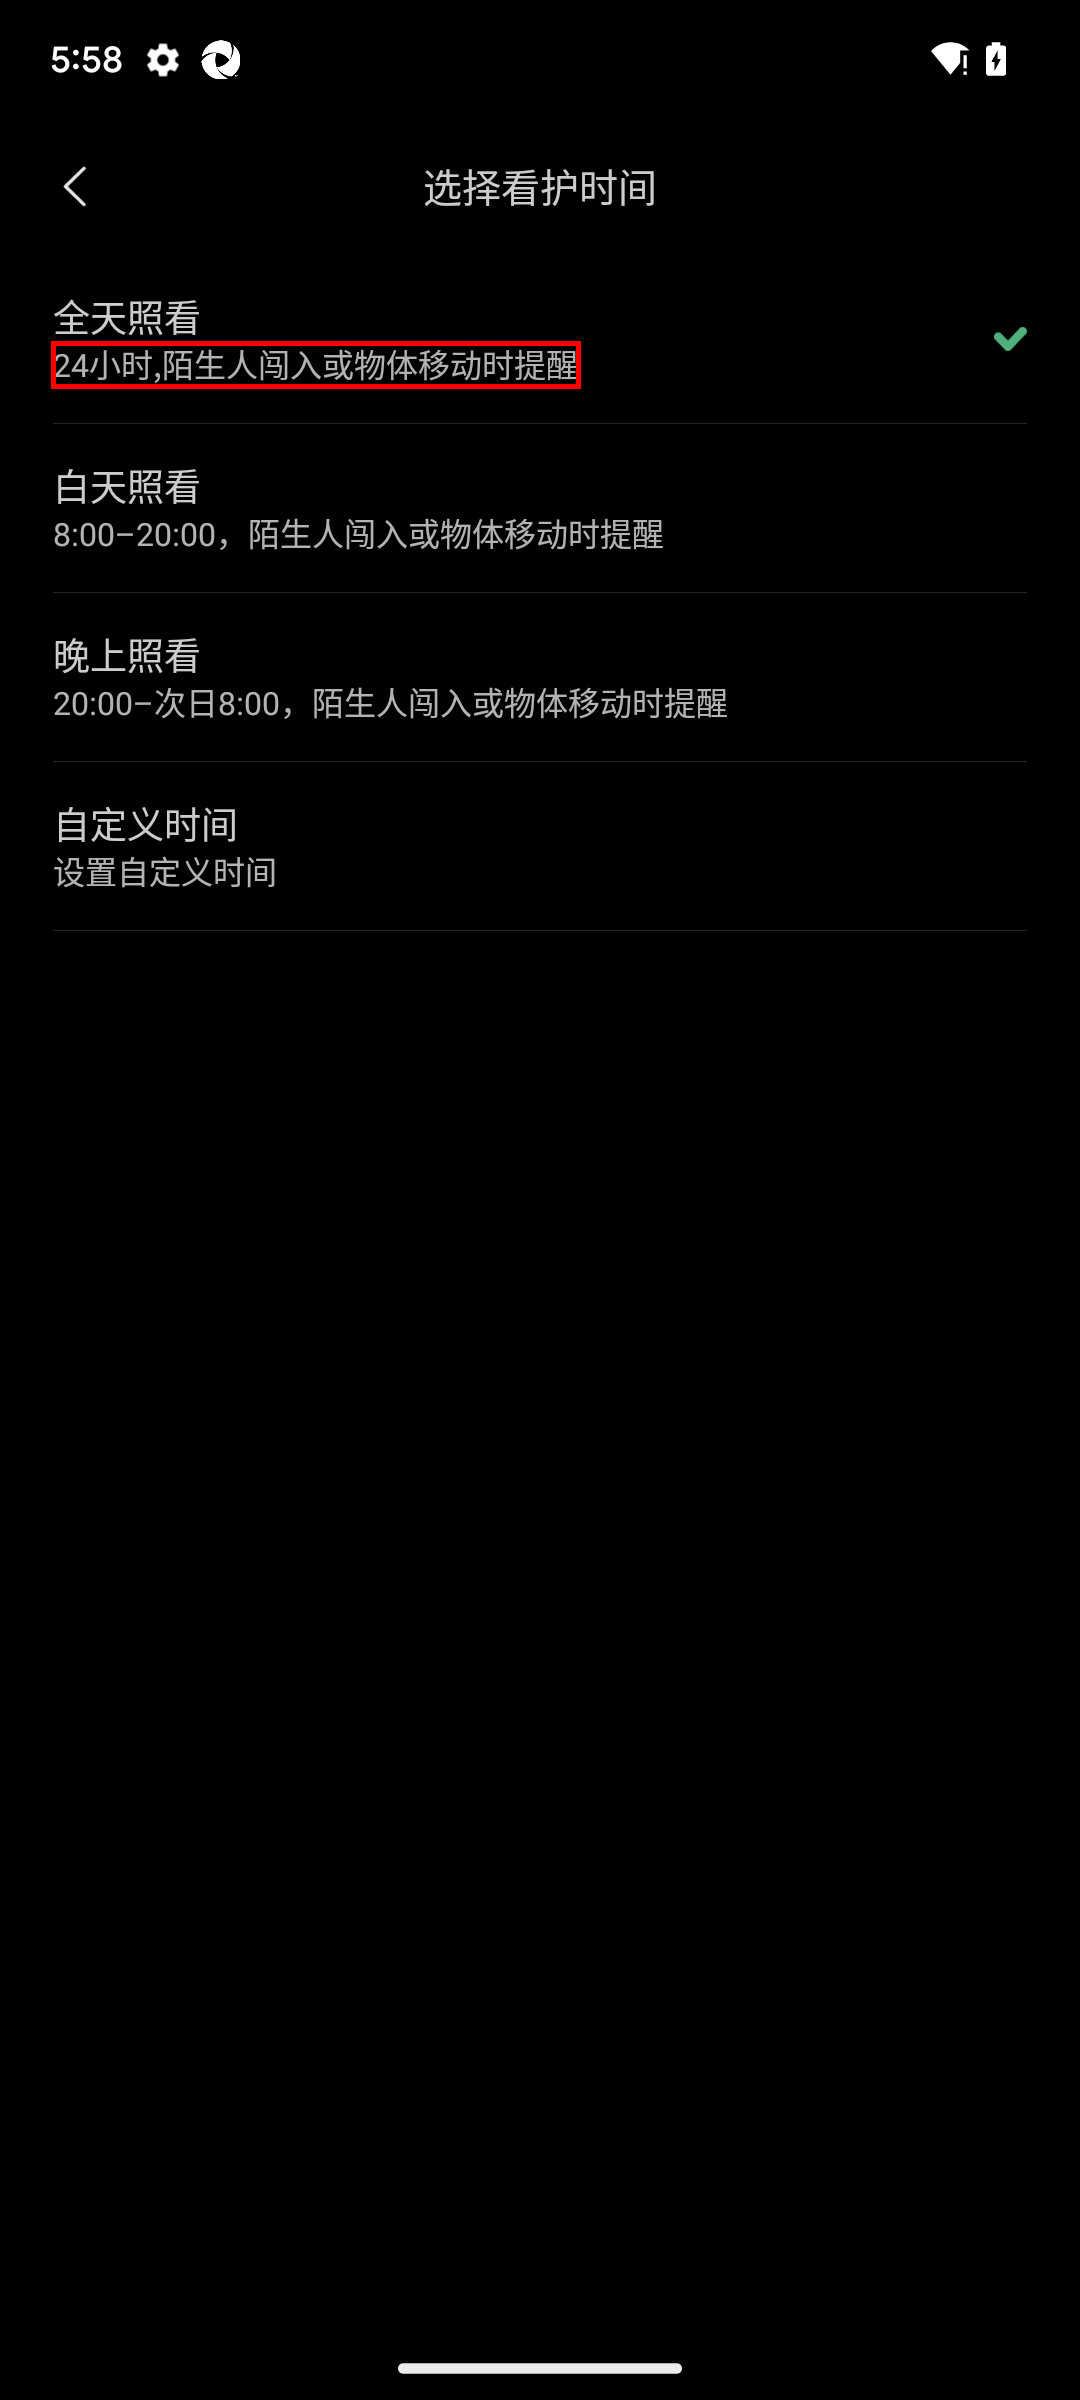 5:58
选择看护时间
全天照看
24小时,陌生人闯入或物体移动时提醒
白天照看
8:00–20:00，陌生人闯入或物体移动时提醒
晚上照看
20:00–次日8:00，陌生人闯入或物体移动时提醒
自定义时间
设置自定义时间